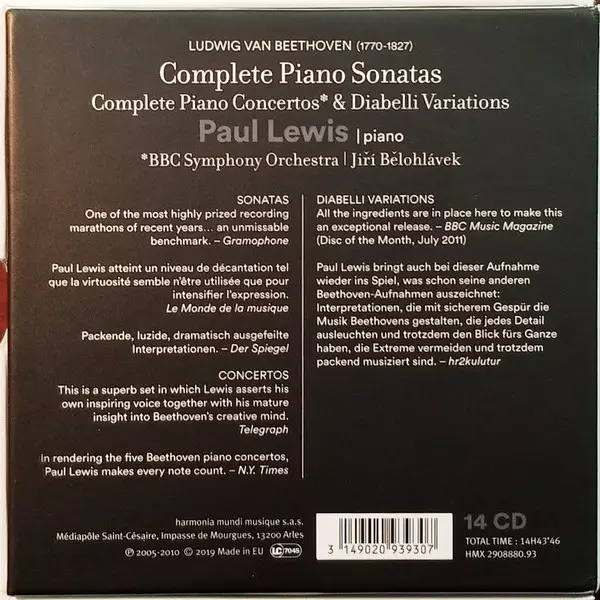 LUDWIG VAN BEETHOVEN (1770-1827)
Complete Piano Sonatas
Complete Piano Concertos* & Diabelli Variations
Paul Lewis | piano
*BBC Symphony Orchestra | Jiří Bělohlávek
SONATAS
One of the most highly prized recording
marathons of recent years... an unmissable
benchmark. – Gramophone
Paul Lewis atteint un niveau de décantation tel
que la virtuosité semble n'être utilisée que pour
intensifier l'expression.
Le Monde de la musique
Packende, luzide, dramatisch ausgefeilte
Interpretationen. – Der Spiegel
CONCERTOS
This is a superb set in which Lewis asserts his
own inspiring voice together with his mature
insight into Beethoven's creative mind.
Telegraph
In rendering the five Beethoven piano concertos,
Paul Lewis makes every note count. – N.Y. Times
DIABELLI VARIATIONS
All the ingredients are in place here to make this
an exceptional release. – BBC Music Magazine
(Disc of the Month, July 2011)
Paul Lewis bringt auch bei dieser Aufnahme
wieder ins Spiel, was schon seine anderen
Beethoven-Aufnahmen auszeichnet:
Interpretationen, die mit sicherem Gespür die
Musik Beethovens gestalten, die jedes Detail
ausleuchten und trotzdem den Blick fürs Ganze
haben, die Extreme vermeiden und trotzdem
packend musiziert sind. – hr2kulutur
harmonia mundi musique s.a.s.
Médiapôle Saint-Césaire, Impasse de Mourgues, 13200 Arles
℗ 2005-2010 © 2019 Made in EU LC 7045
3 149020 939307
14 CD
TOTAL TIME : 14H43'46
HMX 2908880.93